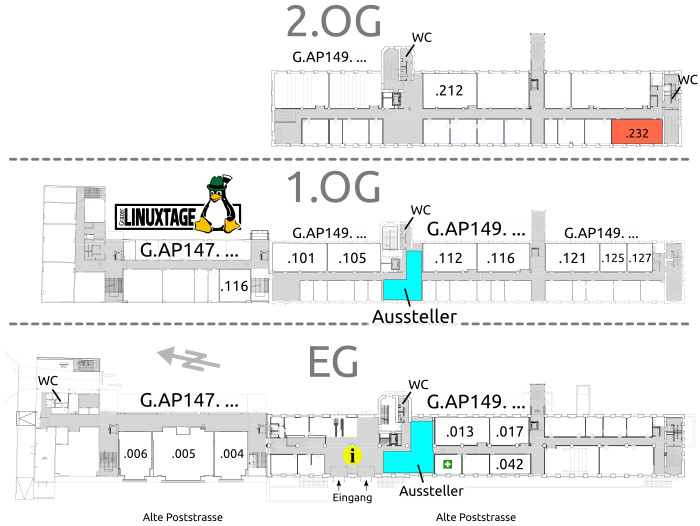 2.OG
WC
G.AP149. ...
WC
.212
.232
1.OG
Grazer
LINUXTAGE
WC
G.AP149. ...
G.AP149. ...
G.AP149. ...
G.AP147. ...
.101
.105
.112
.116
.121
.125
.127
.116
Aussteller
EG
WC
WC
G.AP147. ...
G.AP149. ...
.013
.017
.006
.005
.004
i
.042
Eingang
Aussteller
Alte Poststrasse
Alte Poststrasse